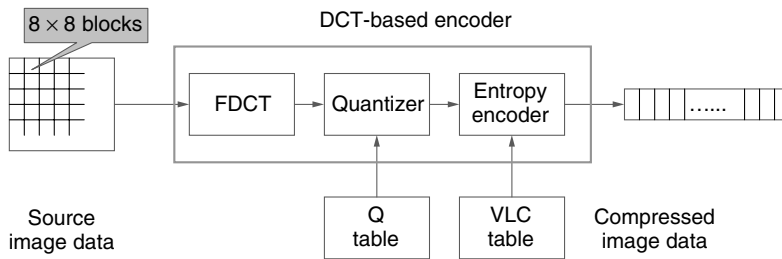 8 × 8 blocks
DCT-based encoder
FDCT
Quantizer
Entropy
encoder
......
Q
table
VLC
table
Source
image data
Compressed
image data